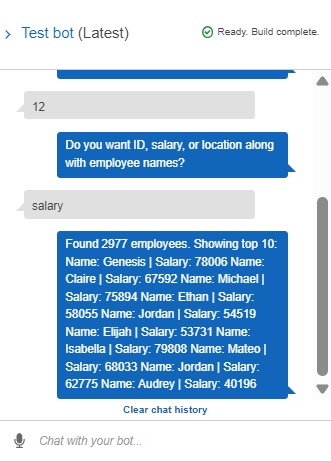 Test bot (Latest)
Ready. Build complete.
12
Do you want ID, salary, or location along
with employee names?
salary
Found 2977 employees. Showing top 10:
Name: Genesis | Salary: 78006 Name:
Claire | Salary: 67592 Name: Michael |
Salary: 75894 Name: Ethan | Salary:
58055 Name: Jordan | Salary: 54519
Name: Elijah | Salary: 53731 Name:
Isabella | Salary: 79808 Name: Mateo |
Salary: 68033 Name: Jordan | Salary:
62775 Name: Audrey | Salary: 40196
Clear chat history
Chat with your bot...